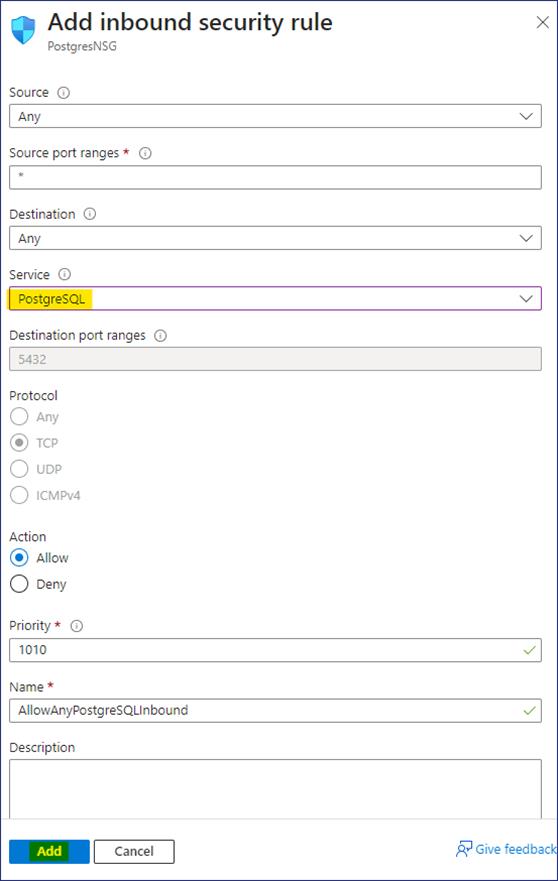 Add inbound security rule
PostgresNSG
Source
Any
Source port ranges *
*
Destination
Any
Service
PostgreSQL
Destination port ranges
5432
Protocol
Any
TCP
UDP
ICMPv4
Action
Allow
Deny
Priority *
1010
Name *
AllowAnyPostgreSQLInbound
Description
Add Cancel Give feedback